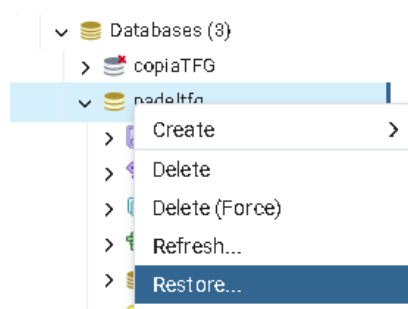 Databases (3)
copiaTFG
padeltfg
Create
Delete
Delete (Force)
Refresh...
Restore...